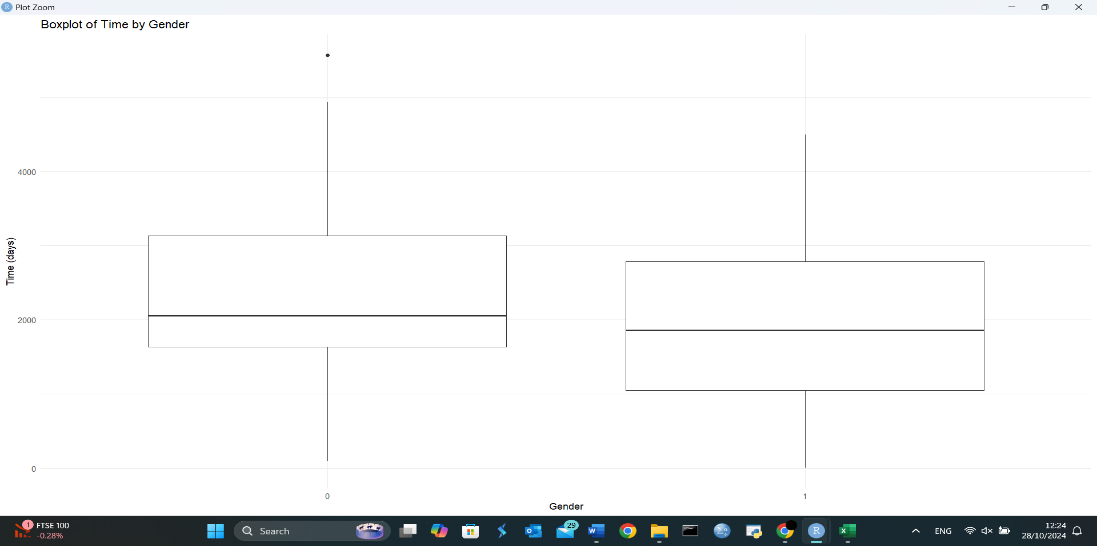 Plot Zoom
Boxplot of Time by Gender
4000
2000
0
Time (days)
0 1
Gender
FTSE 100
-0.28%
1
Search
25
ENG
12:24
28/10/2024